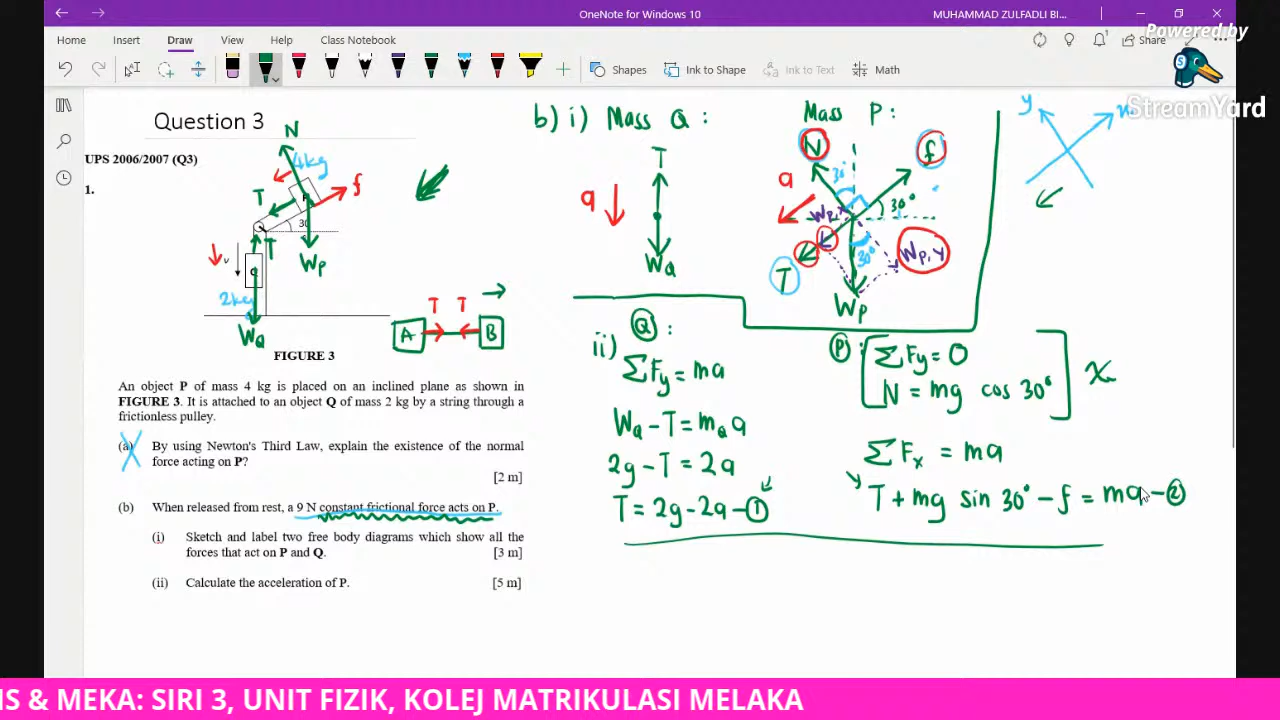 OneNote for Windows 10
MUHAMMAD ZULFADLI BI...
Powered by
StreamYard
Home Insert Draw View Help Class Notebook
Share
Shapes Ink to Shape Ink to Text Math
Question 3
UPS 2006/2007 (Q3)
1.
N
4kg
f
T
P
30
T
WP
v
Q
2kg
WQ
T T
A B
FIGURE 3
An object P of mass 4 kg is placed on an inclined plane as shown in
FIGURE 3. It is attached to an object Q of mass 2 kg by a string through a
frictionless pulley.
(a) By using Newton's Third Law, explain the existence of the normal
force acting on P?
[2 m]
(b) When released from rest, a 9 N constant frictional force acts on P.
(i) Sketch and label two free body diagrams which show all the
forces that act on P and Q. [3 m]
(ii) Calculate the acceleration of P. [5 m]
b) i) Mass Q :
T
a
WQ
Mass P :
N
f
30°
a
30°
WP,x
30°
WP,y
T
WP
y x
ii) Q :
ΣFy = ma
WQ - T = mQ a
2g - T = 2a
T = 2g - 2a - ①
P :
ΣFy = 0
N = mg cos 30°
x
ΣFx = ma
T + mg sin 30° - f = ma - ②
IS & MEKA: SIRI 3, UNIT FIZIK, KOLEJ MATRIKULASI MELAKA